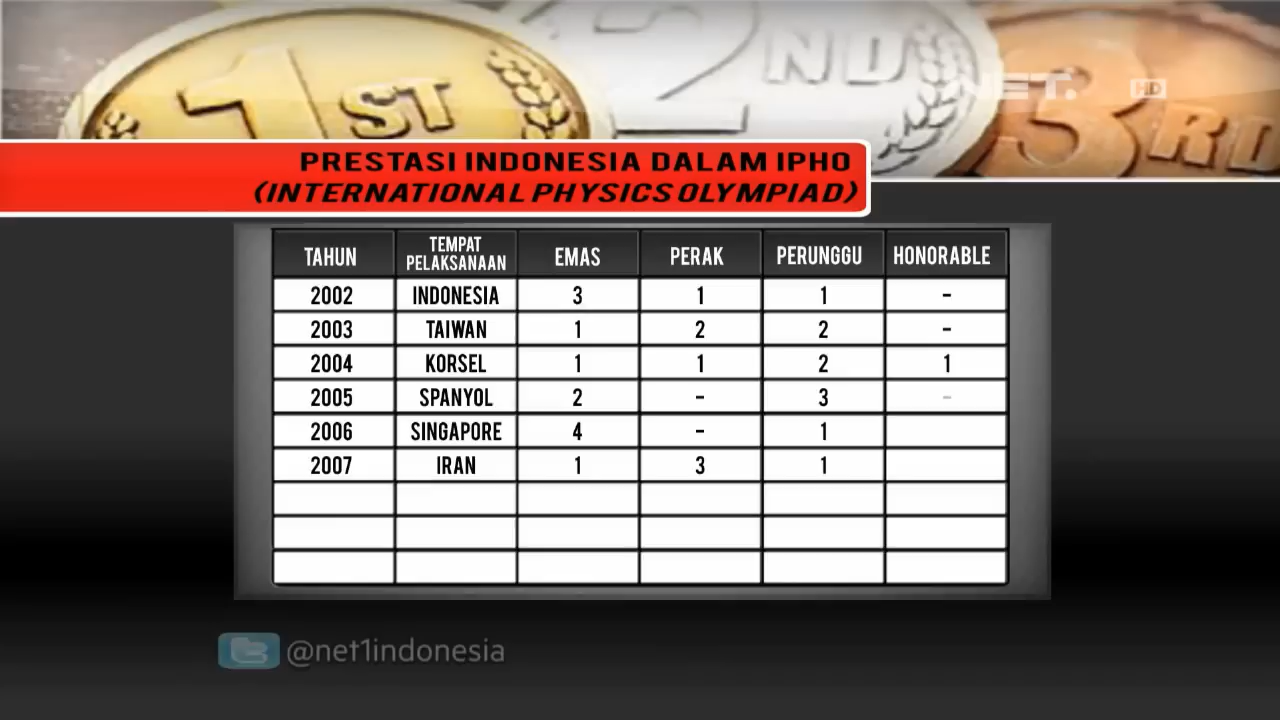 1ST
2ND
3RD
NET.
HD
PRESTASI INDONESIA DALAM IPHO
(INTERNATIONAL PHYSICS OLYMPIAD)
TAHUN TEMPAT PELAKSANAAN EMAS PERAK PERUNGGU HONORABLE
2002 INDONESIA 3 1 1 -
2003 TAIWAN 1 2 2 -
2004 KORSEL 1 1 2 1
2005 SPANYOL 2 - 3 -
2006 SINGAPORE 4 - 1
2007 IRAN 1 3 1
@net1indonesia